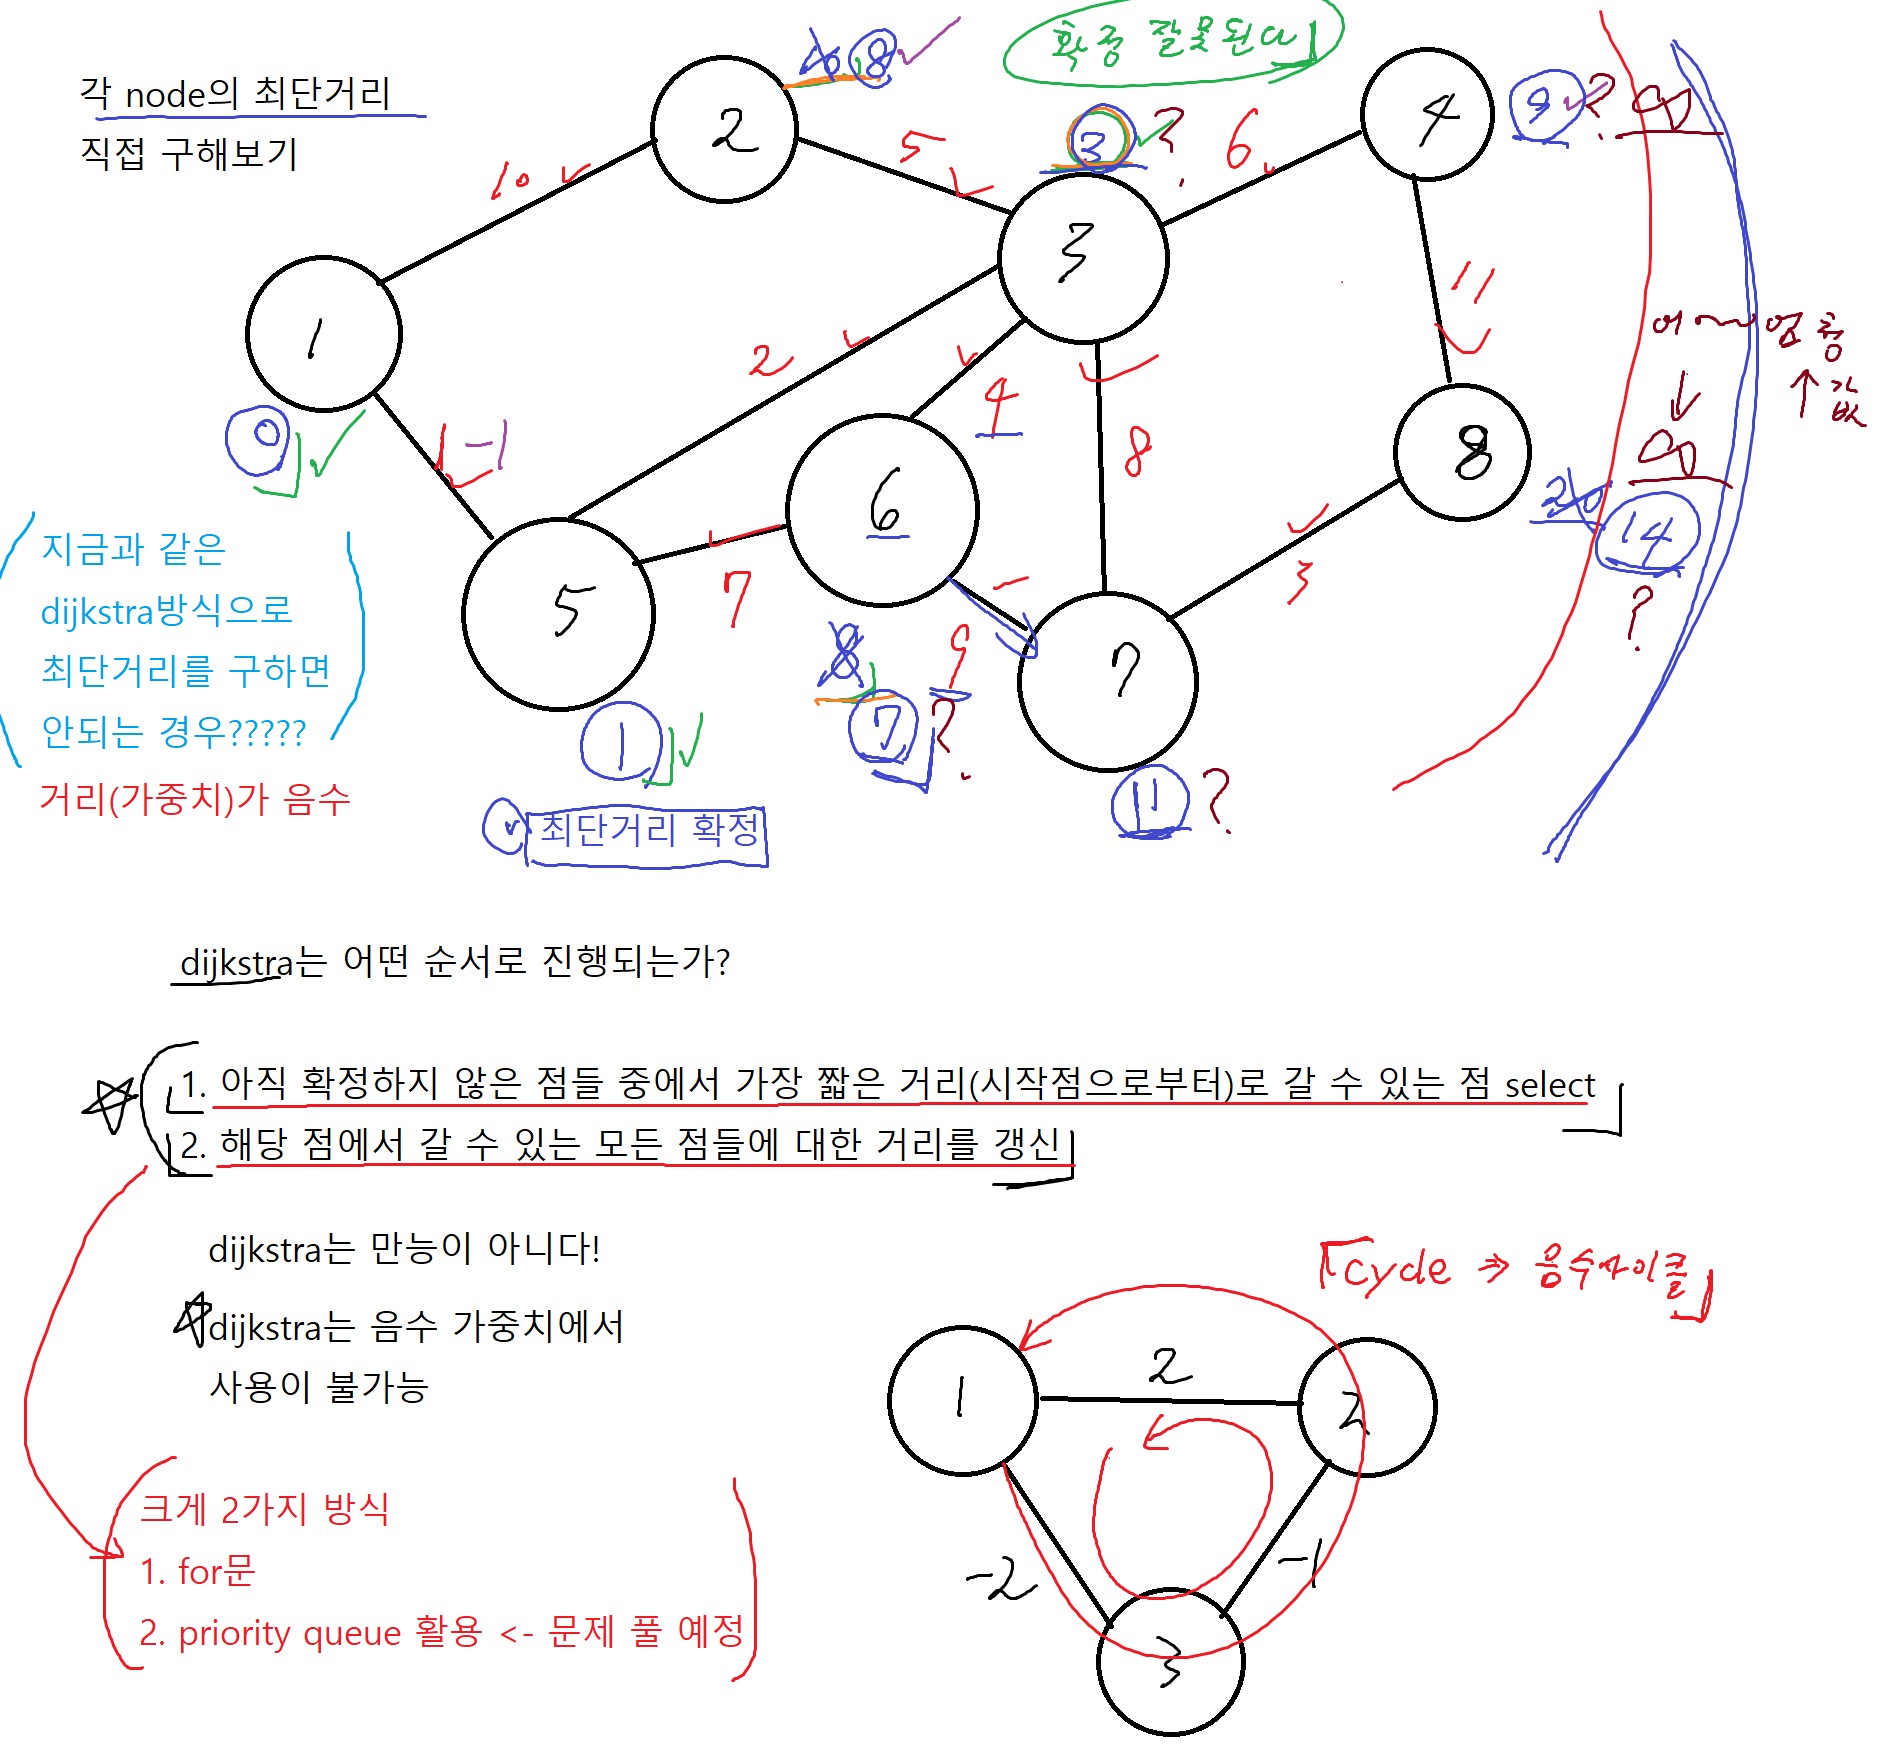 각 node의 최단거리
직접 구해보기
10 8
확정 잘못된다
1
2
3
4
5
6
7
8
10
5
6
2
4
8
11
1 -1
7
9
3
0
1
3
9
8
7
11
20
14
?
?
?
?
?
∞
어~엄청
값
∞
지금과 같은
dijkstra방식으로
최단거리를 구하면
안되는 경우?????
거리(가중치)가 음수
최단거리 확정
dijkstra는 어떤 순서로 진행되는가?
1. 아직 확정하지 않은 점들 중에서 가장 짧은 거리(시작점으로부터)로 갈 수 있는 점 select
2. 해당 점에서 갈 수 있는 모든 점들에 대한 거리를 갱신
dijkstra는 만능이 아니다!
dijkstra는 음수 가중치에서
사용이 불가능
크게 2가지 방식
1. for문
2. priority queue 활용 <- 문제 풀 예정
「cycle ⇒ 음수사이클」
1
2
2
-2
-1
3